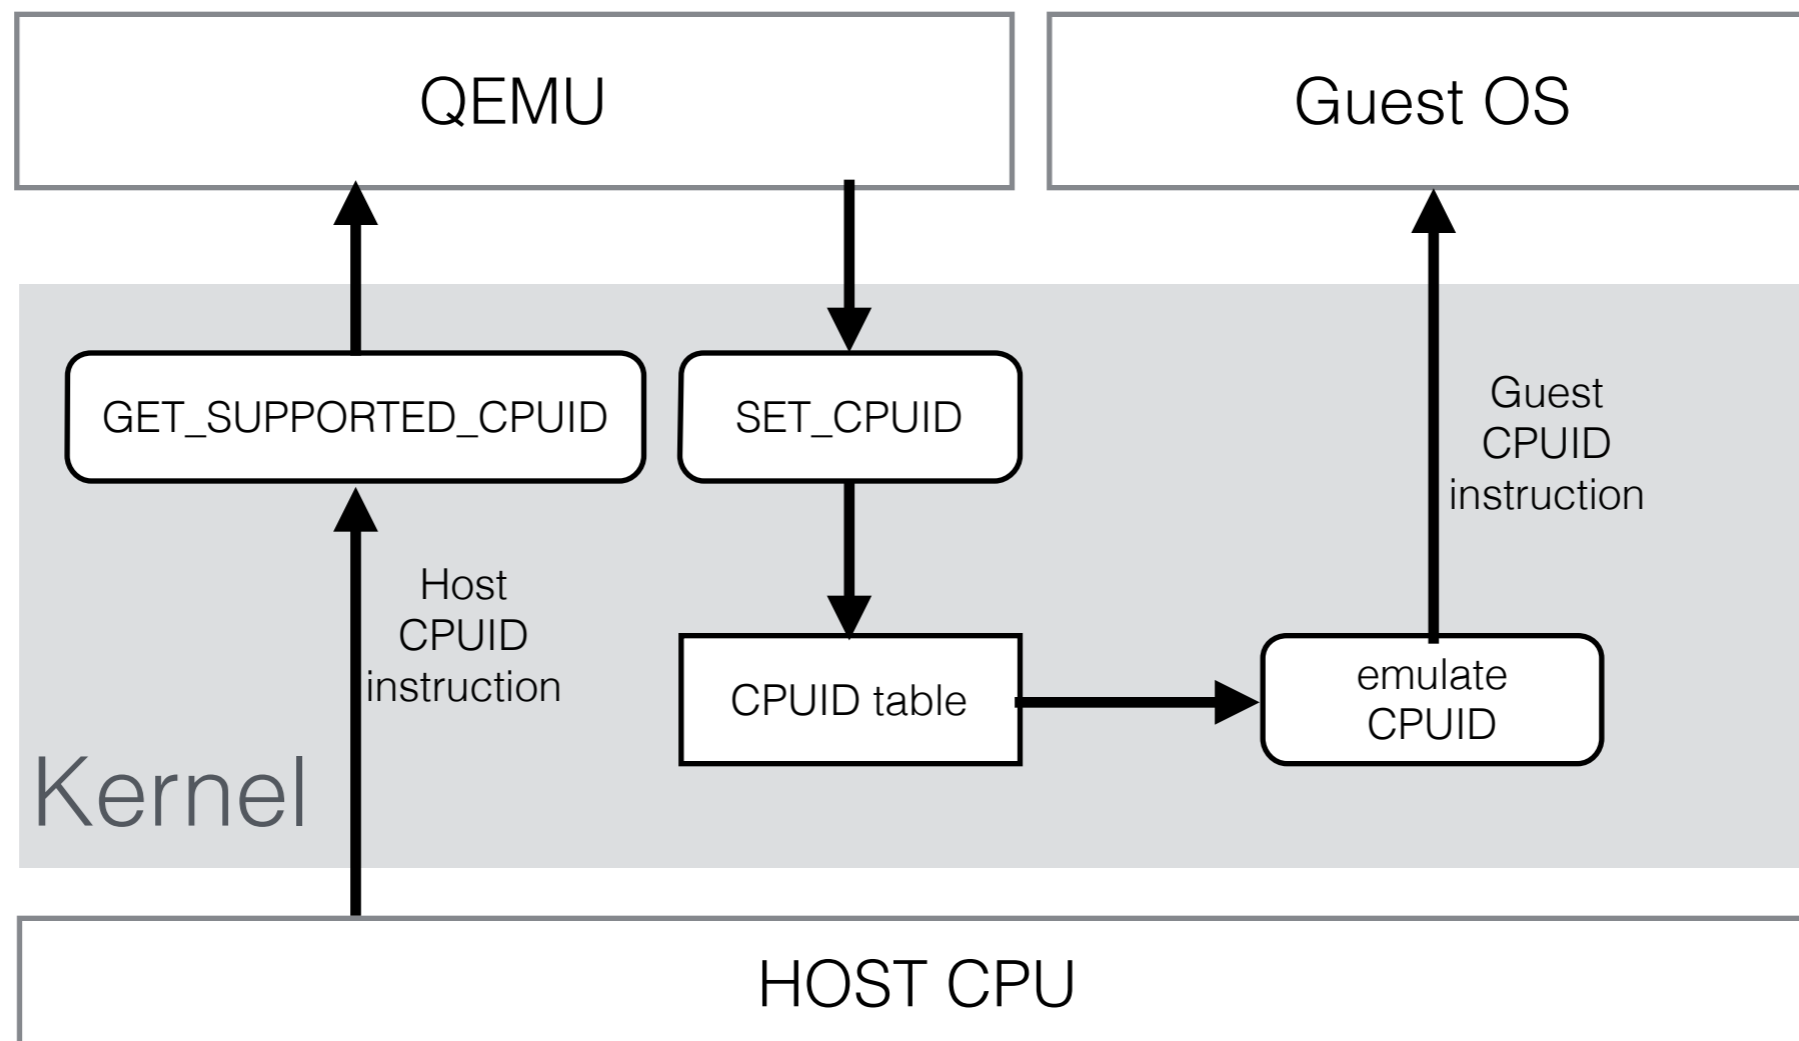 QEMU
Guest OS
GET_SUPPORTED_CPUID
SET_CPUID
Guest
CPUID
instruction
Host
CPUID
instruction
CPUID table
emulate
CPUID
Kernel
HOST CPU